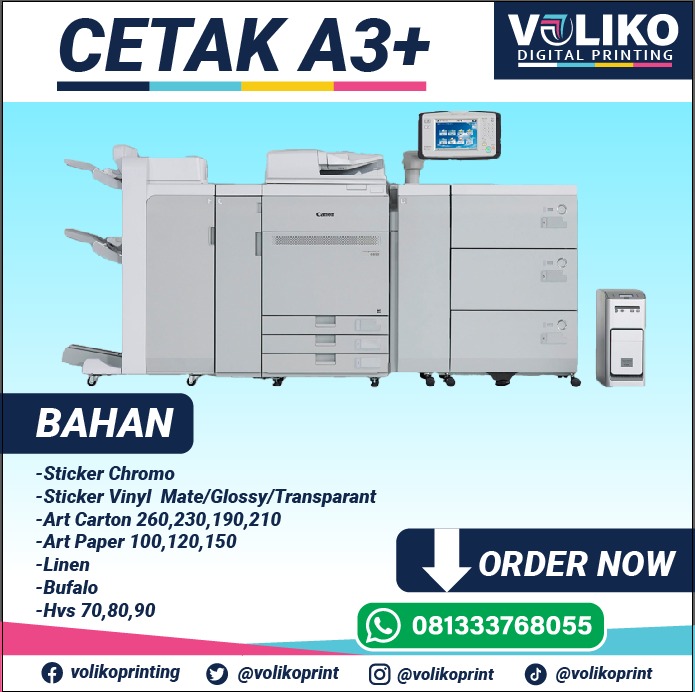 CETAK A3+
VOLIKO
DIGITAL PRINTING
Canon
BAHAN
-Sticker Chromo
-Sticker Vinyl Mate/Glossy/Transparant
-Art Carton 260,230,190,210
-Art Paper 100,120,150
-Linen
-Bufalo
-Hvs 70,80,90
ORDER NOW
081333768055
volikoprinting @volikoprint @volikoprint @volikoprint